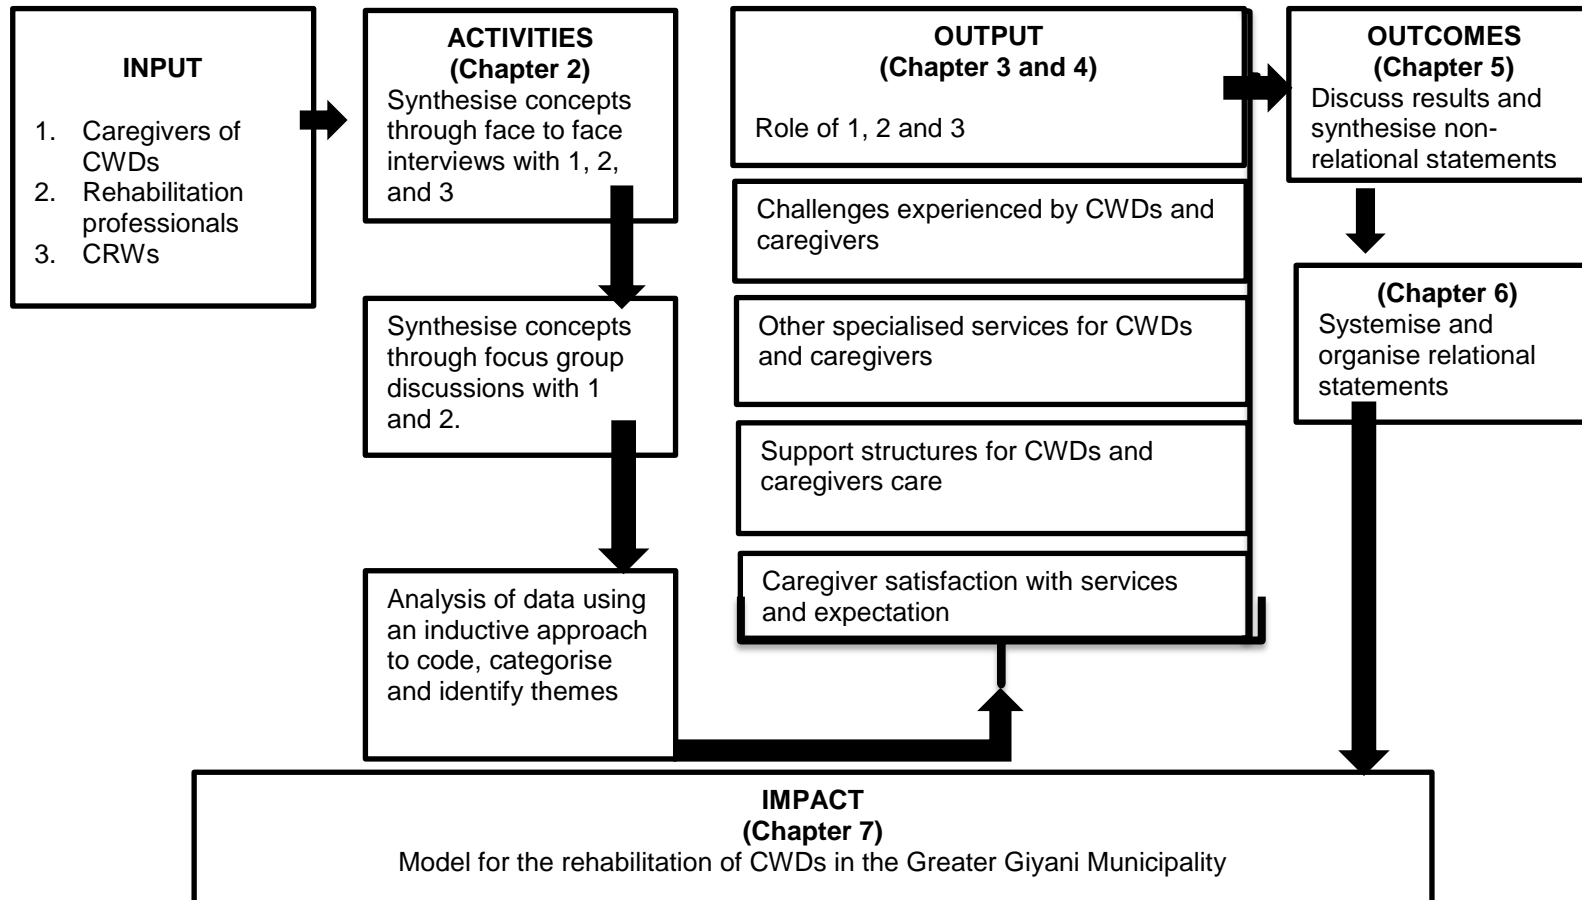 INPUT
1. Caregivers of
CWDs
2. Rehabilitation
professionals
3. CRWs
ACTIVITIES
(Chapter 2)
Synthesise concepts
through face to face
interviews with 1, 2,
and 3
Synthesise concepts
through focus group
discussions with 1
and 2.
Analysis of data using
an inductive approach
to code, categorise
and identify themes
OUTPUT
(Chapter 3 and 4)
Role of 1, 2 and 3
Challenges experienced by CWDs and
caregivers
Other specialised services for CWDs
and caregivers
Support structures for CWDs and
caregivers care
Caregiver satisfaction with services
and expectation
OUTCOMES
(Chapter 5)
Discuss results and
synthesise non-
relational statements
(Chapter 6)
Systemise and
organise relational
statements
IMPACT
(Chapter 7)
Model for the rehabilitation of CWDs in the Greater Giyani Municipality